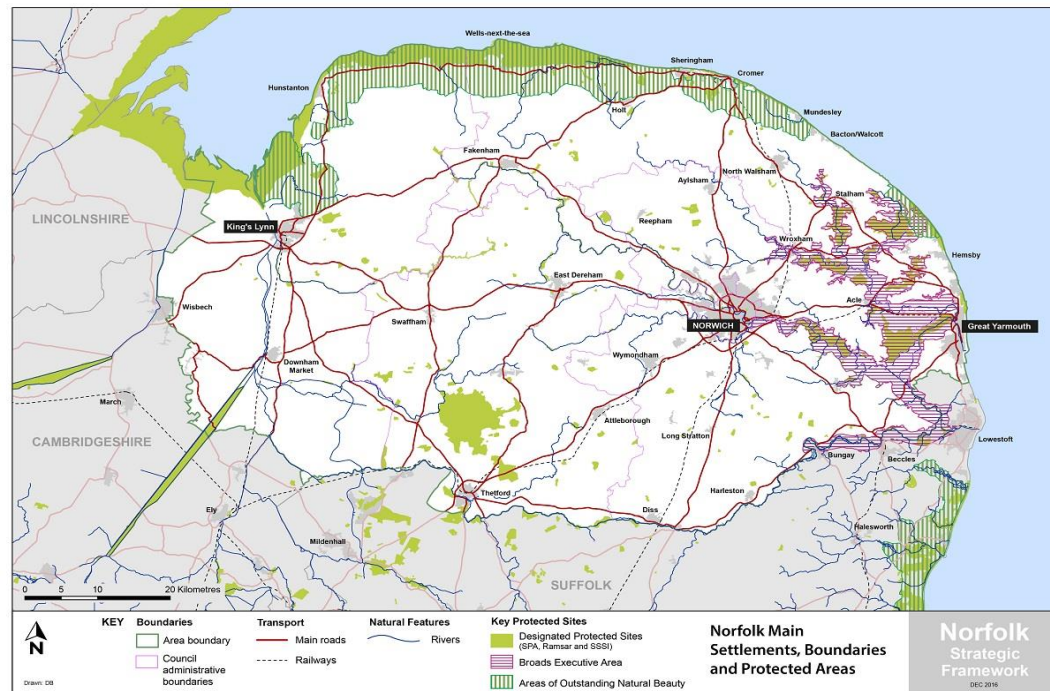 Wells-next-the-sea
Sheringham
Cromer
Hunstanton
Mundesley
Holt
Bacton/Walcott
Fakenham
North Walsham
Aylsham
Stalham
LINCOLNSHIRE
Reepham
King's Lynn
Wroxham
Hemsby
East Dereham
Wisbech
Acle
Swaffham
NORWICH
Great Yarmouth
Wymondham
Downham
Market
March
Attleborough
CAMBRIDGESHIRE
Long Stratton
Lowestoft
Bungay
Beccles
Thetford
Harleston
Ely
Diss
Halesworth
Mildenhall
SUFFOLK
0 5 10 20 Kilometres
N
Drawn: DB
KEY
Boundaries
Area boundary
Council
administrative
boundaries
Transport
Main roads
Railways
Natural Features
Rivers
Key Protected Sites
Designated Protected Sites
(SPA, Ramsar and SSSI)
Broads Executive Area
Areas of Outstanding Natural Beauty
Norfolk Main
Settlements, Boundaries
and Protected Areas
Norfolk
Strategic
Framework
DEC 2016